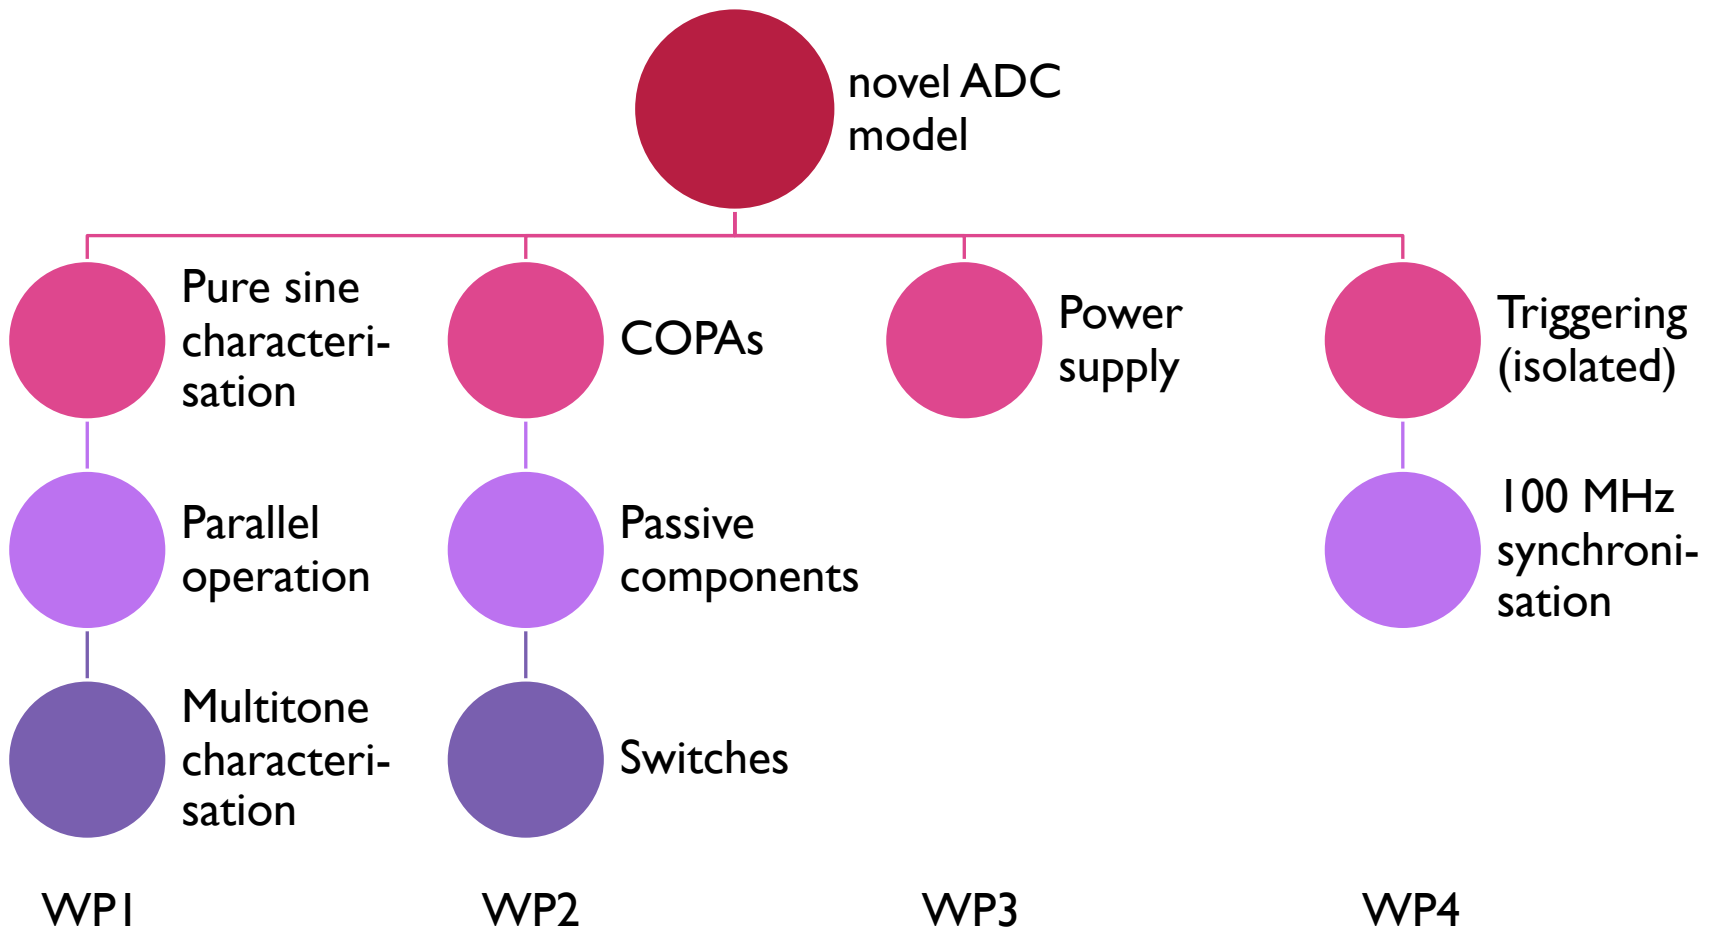 novel ADC
model
Pure sine
characteri-
sation
COPAs
Power
supply
Triggering
(isolated)
Parallel
operation
Passive
components
100 MHz
synchroni-
sation
Multitone
characteri-
sation
Switches
WP1
WP2
WP3
WP4